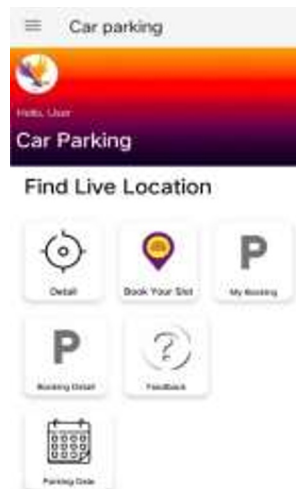 Car parking
Hello, User
Car Parking
Find Live Location
Detail
Book Your Slot
My Booking
P
P
Booking Detail
Feedback
?
Parking Date